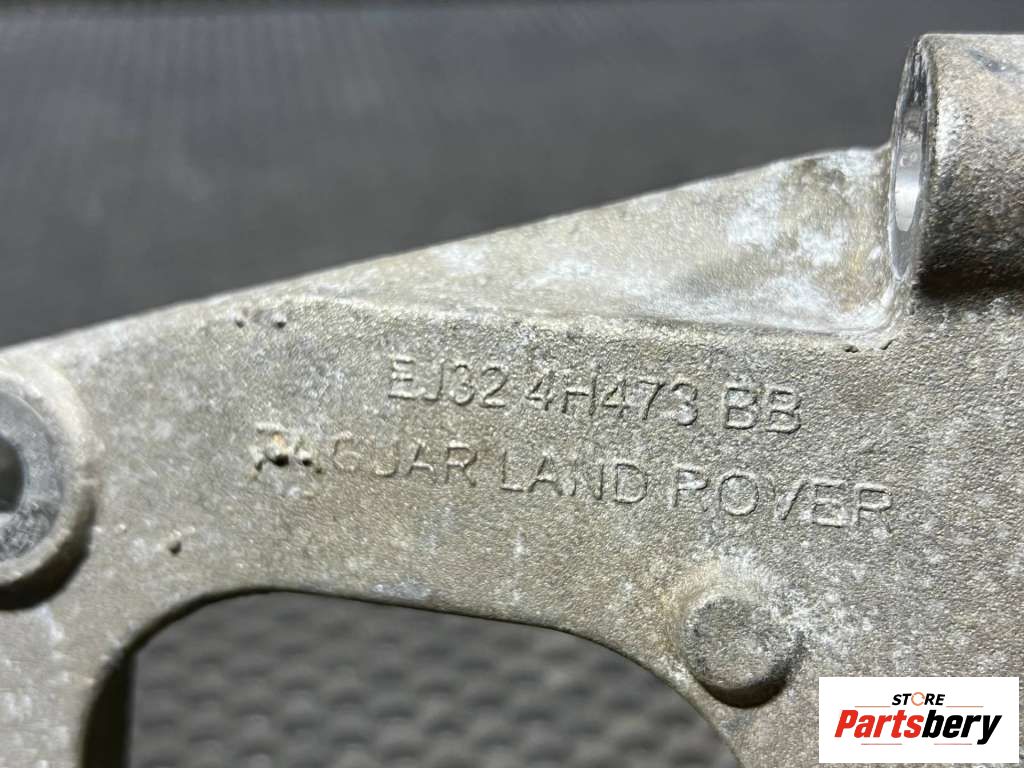 EJ32 4H473 BB
JAGUAR LAND ROVER
STORE
Partsbery